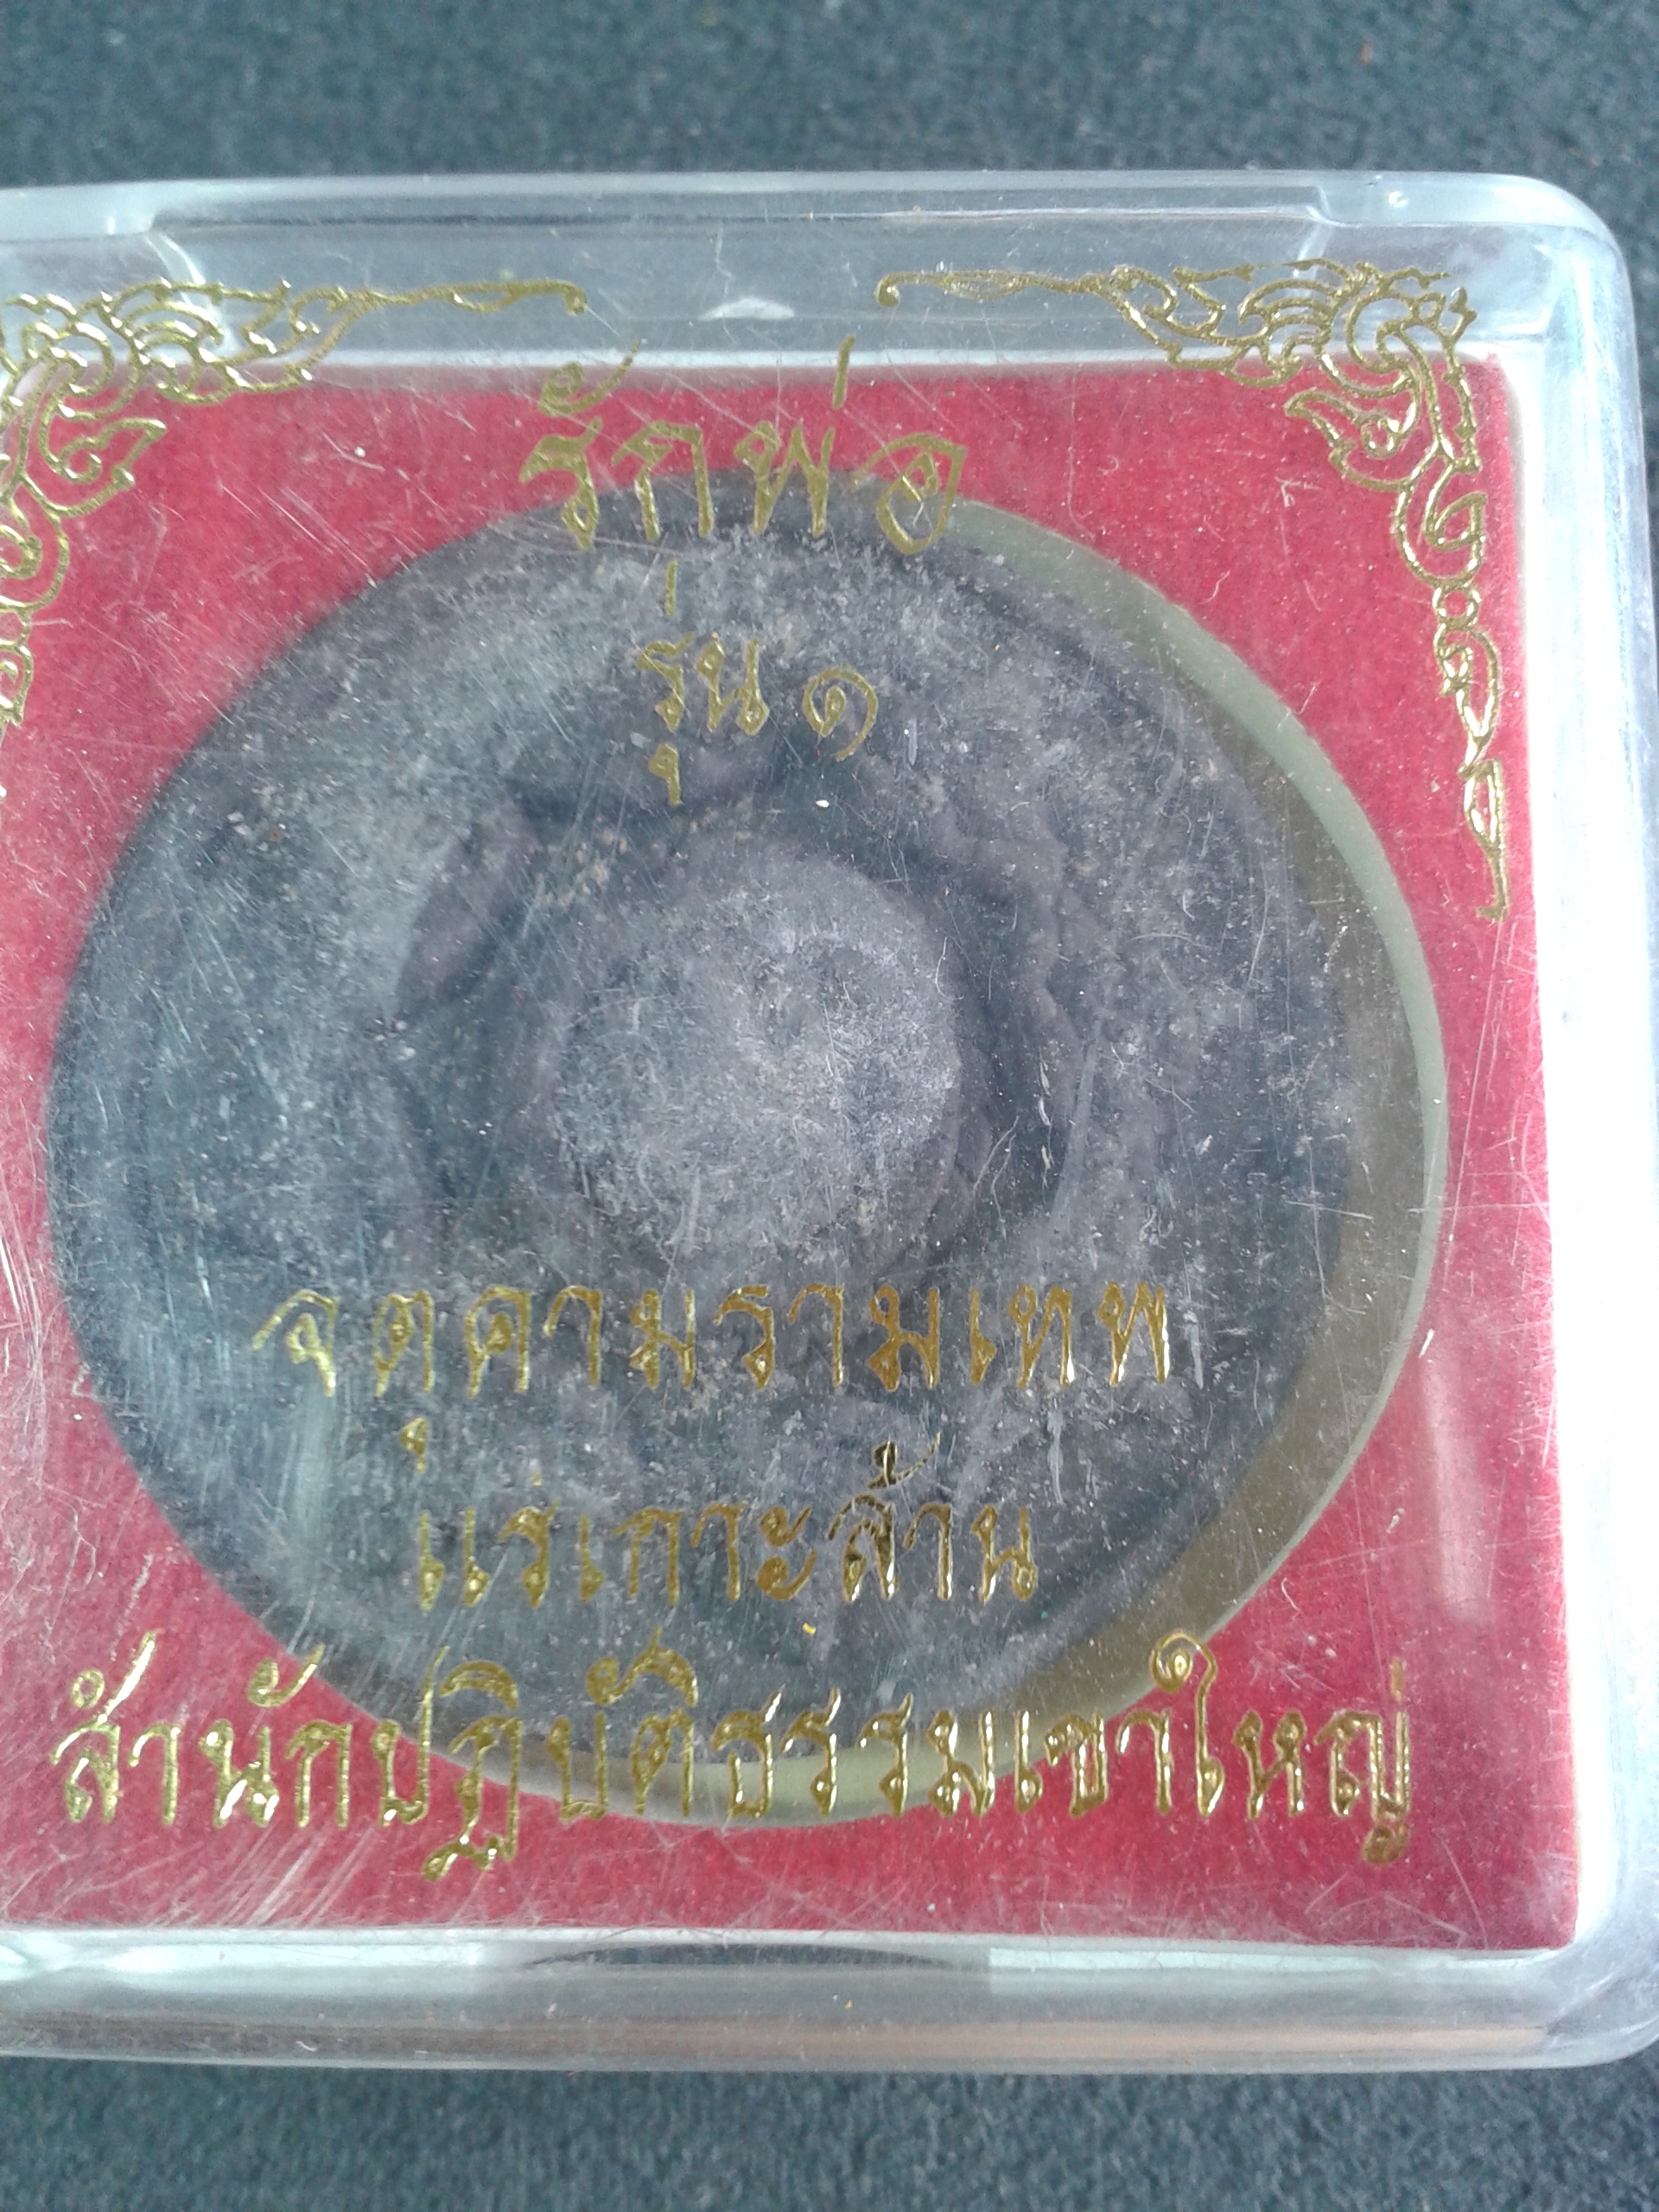 รักพ่อ
รุ่น ๑
จตุคามรามเทพ
แร่เกาะล้าน
สำนักปฏิบัติธรรมเขาใหญ่